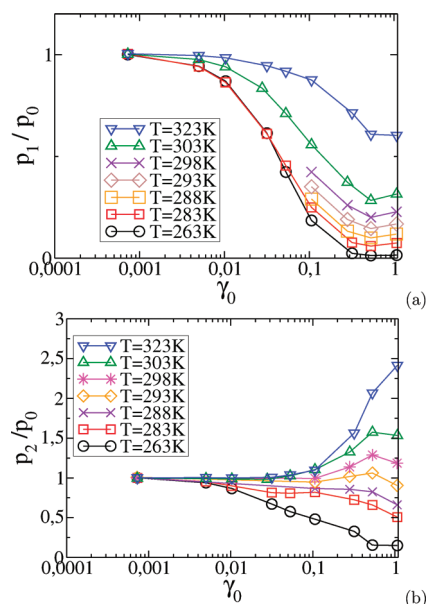 p1 / p0
1
0
T=323K
T=303K
T=298K
T=293K
T=288K
T=283K
T=263K
0,0001 0,001 0,01 0,1 1
γ0
(a)
p2/p0
3
2,5
2
1,5
1
0,5
0
T=323K
T=303K
T=298K
T=293K
T=288K
T=283K
T=263K
0,0001 0,001 0,01 0,1 1
γ0
(b)